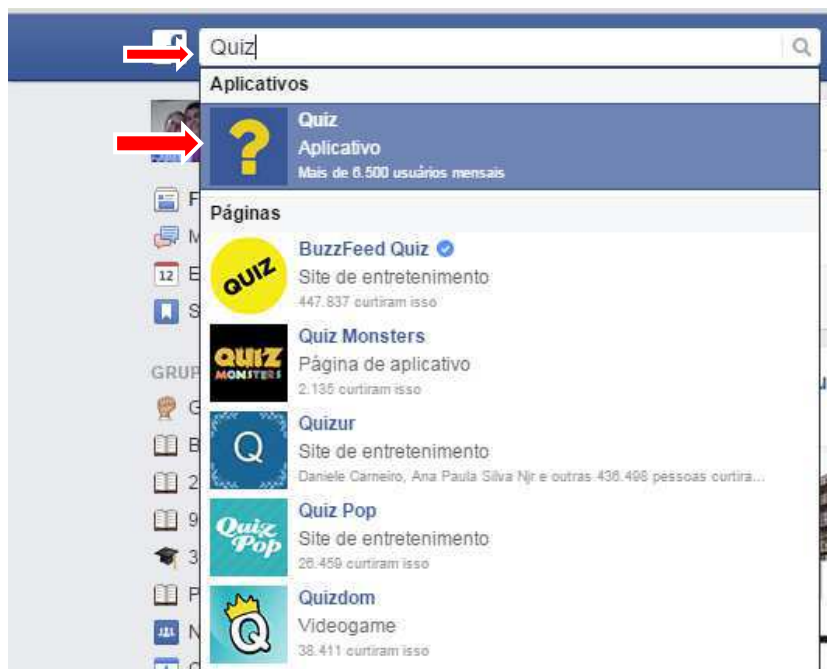 f
Quiz
Aplicativos
Quiz
Aplicativo
Mais de 6.500 usuários mensais
Páginas
QUIZ
BuzzFeed Quiz
Site de entretenimento
447.837 curtiram isso
QUIZ
MONSTERS
Quiz Monsters
Página de aplicativo
2.135 curtiram isso
Q
Quizur
Site de entretenimento
Daniele Carneiro, Ana Paula Silva Njr e outras 436.498 pessoas curtira...
Quiz
Pop
Quiz Pop
Site de entretenimento
26.459 curtiram isso
Q
Quizdom
Videogame
38.411 curtiram isso
F
M
12 E
S
GRUP
G
B
2
9
3
P
N